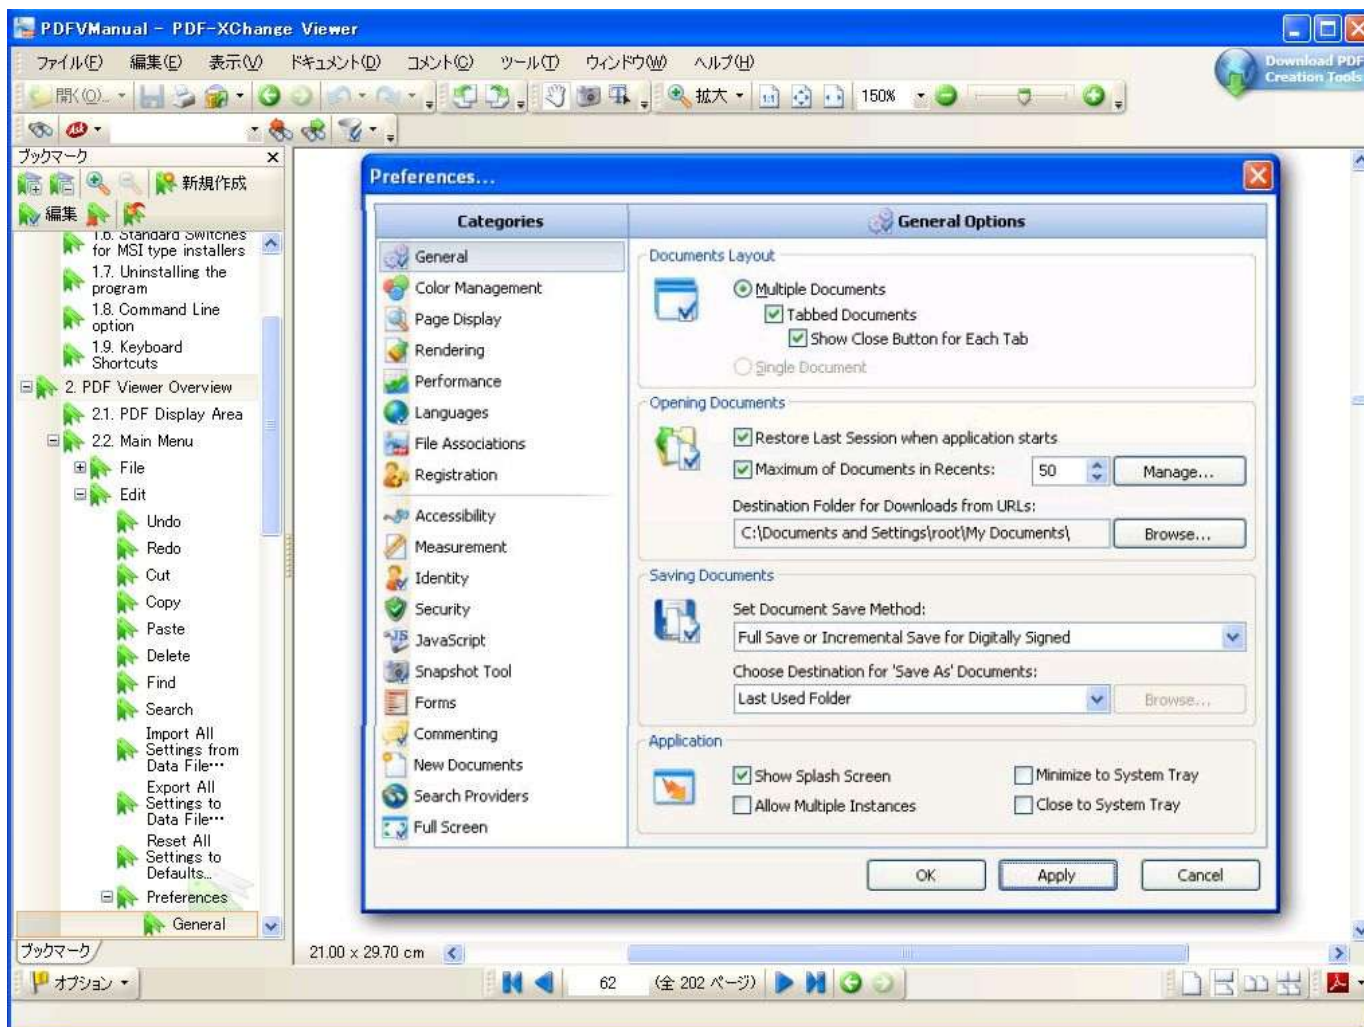 PDFVManual - PDF-XChange Viewer
ファイル(F) 編集(E) 表示(V) ドキュメント(D) コメント(C) ツール(T) ウィンドウ(W) ヘルプ(H)
Download PDF
Creation Tools
開く(O)... 拡大 1:1 150%
Ask
ブックマーク
新規作成
編集
1.6. Standard Switches
for MSI type installers
1.7. Uninstalling the
program
1.8. Command Line
option
1.9. Keyboard
Shortcuts
2. PDF Viewer Overview
2.1. PDF Display Area
2.2. Main Menu
File
Edit
Undo
Redo
Cut
Copy
Paste
Delete
Find
Search
Import All
Settings from
Data File…
Export All
Settings to
Data File…
Reset All
Settings to
Defaults...
Preferences
General
ブックマーク
オプション
Preferences...
Categories
General
Color Management
Page Display
Rendering
Performance
Languages
File Associations
Registration
Accessibility
Measurement
Identity
Security
JavaScript
Snapshot Tool
Forms
Commenting
New Documents
Search Providers
Full Screen
General Options
Documents Layout
Multiple Documents
Tabbed Documents
Show Close Button for Each Tab
Single Document
Opening Documents
Restore Last Session when application starts
Maximum of Documents in Recents: 50 Manage...
Destination Folder for Downloads from URLs:
C:\Documents and Settings\root\My Documents\ Browse...
Saving Documents
Set Document Save Method:
Full Save or Incremental Save for Digitally Signed
Choose Destination for 'Save As' Documents:
Last Used Folder Browse...
Application
Show Splash Screen Minimize to System Tray
Allow Multiple Instances Close to System Tray
OK Apply Cancel
21.00 x 29.70 cm
62 (全 202 ページ)